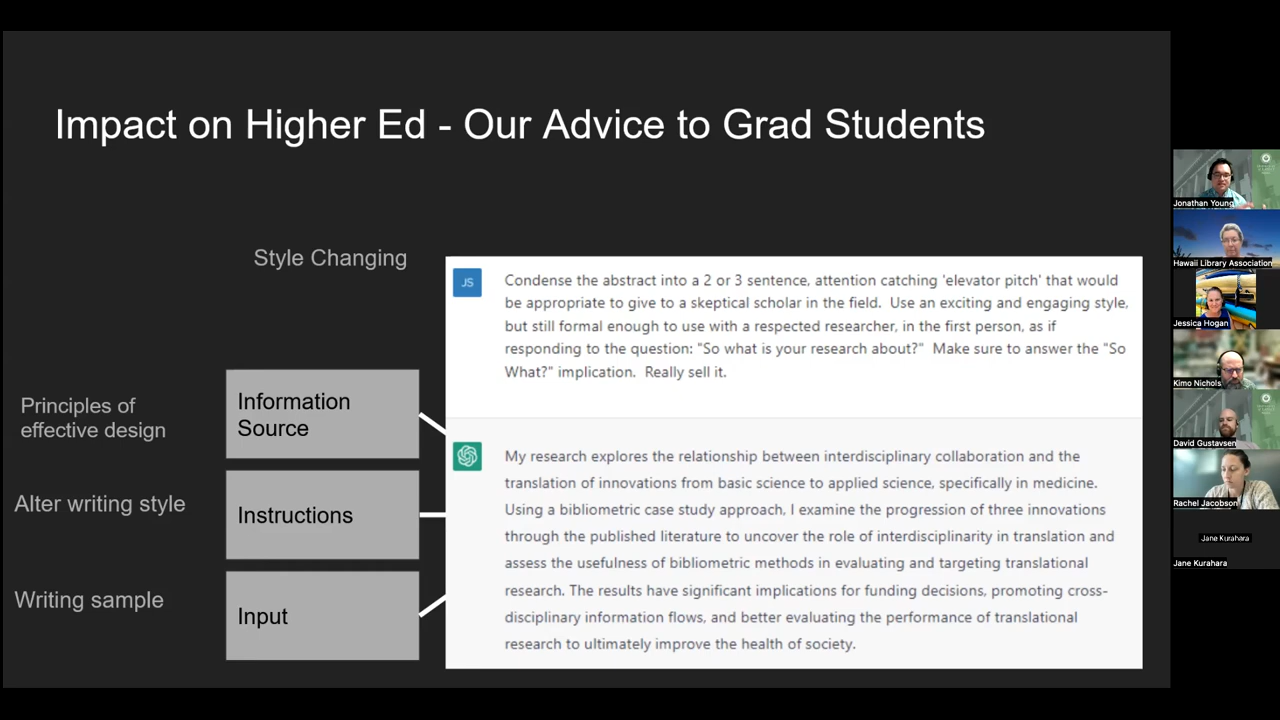 Impact on Higher Ed - Our Advice to Grad Students
Style Changing
Principles of
effective design
Alter writing style
Writing sample
Information
Source
Instructions
Input
JS
Condense the abstract into a 2 or 3 sentence, attention catching 'elevator pitch' that would
be appropriate to give to a skeptical scholar in the field.  Use an exciting and engaging style,
but still formal enough to use with a respected researcher, in the first person, as if
responding to the question: "So what is your research about?"  Make sure to answer the "So
What?" implication.  Really sell it.
My research explores the relationship between interdisciplinary collaboration and the
translation of innovations from basic science to applied science, specifically in medicine.
Using a bibliometric case study approach, I examine the progression of three innovations
through the published literature to uncover the role of interdisciplinarity in translation and
assess the usefulness of bibliometric methods in evaluating and targeting translational
research. The results have significant implications for funding decisions, promoting cross-
disciplinary information flows, and better evaluating the performance of translational
research to ultimately improve the health of society.
Jonathan Young
Hawaii Library Association
Jessica Hogan
Kimo Nichols
David Gustavsen
Rachel Jacobson
Jane Kurahara
Jane Kurahara